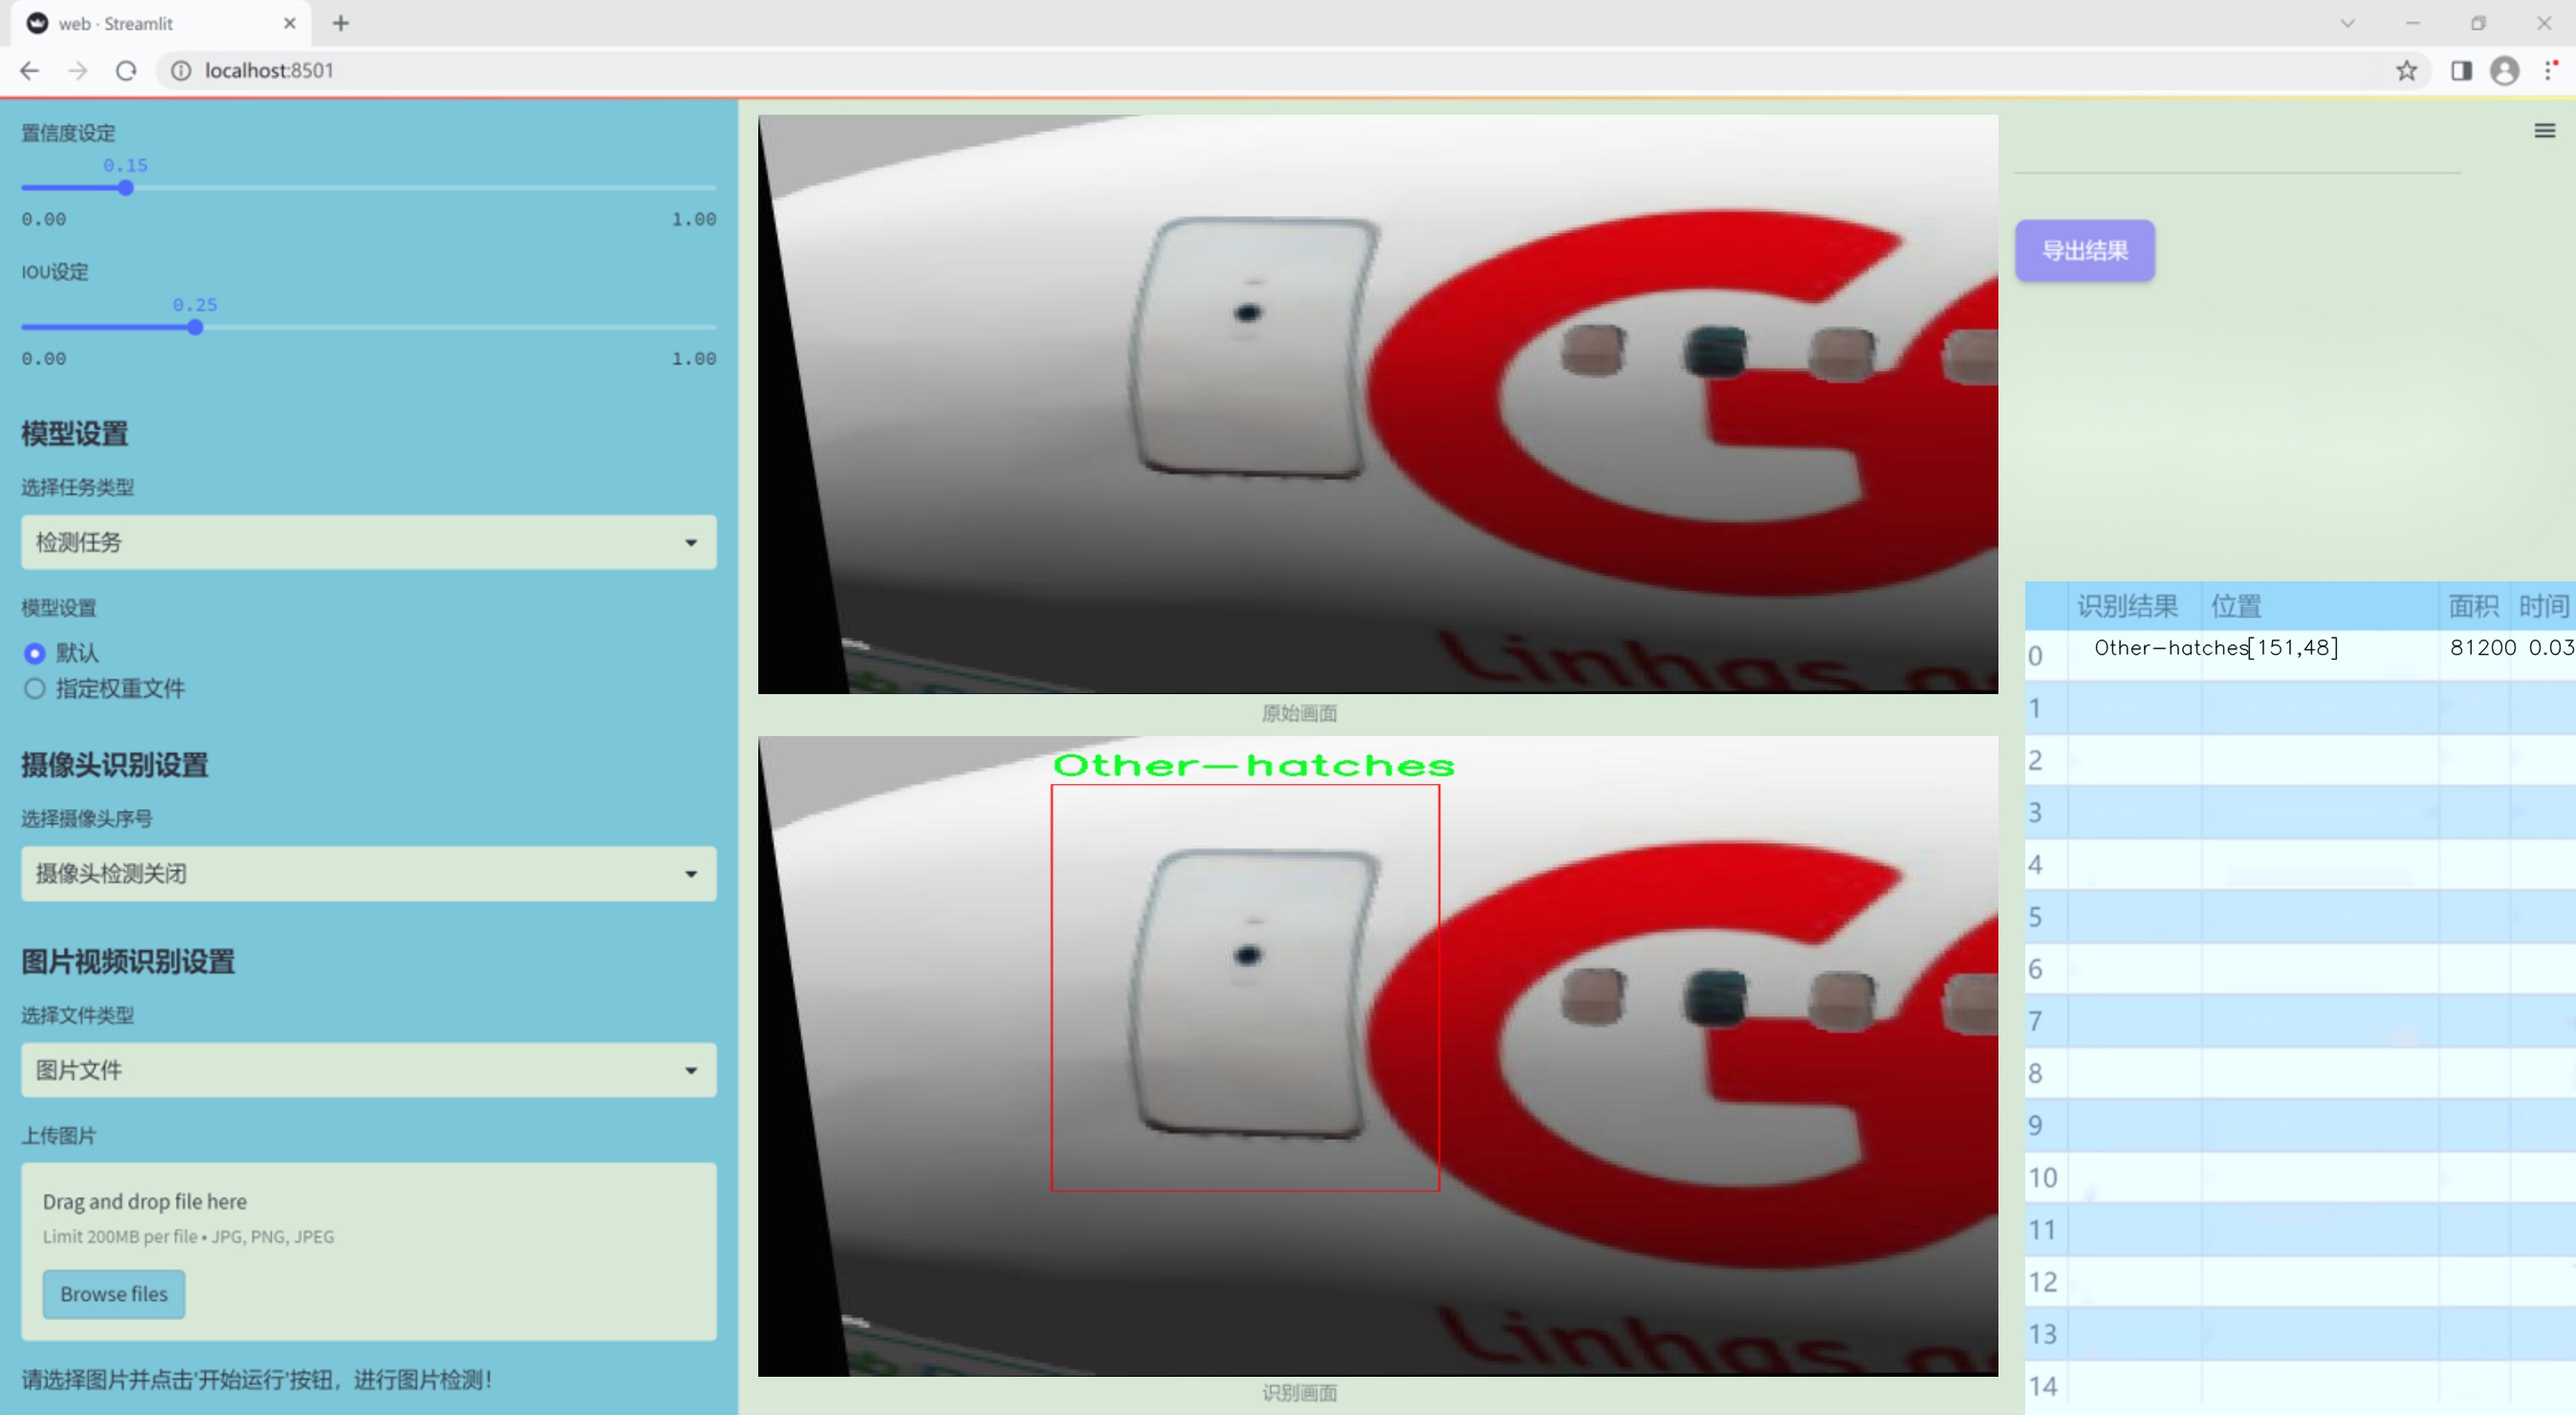 web · Streamlit
localhost:8501
置信度设定
0.15
0.00 1.00
IOU设定
0.25
0.00 1.00
模型设置
选择任务类型
检测任务
模型设置
默认
指定权重文件
摄像头识别设置
选择摄像头序号
摄像头检测关闭
图片视频识别设置
选择文件类型
图片文件
上传图片
Drag and drop file here
Limit 200MB per file • JPG, PNG, JPEG
Browse files
请选择图片并点击'开始运行'按钮，进行图片检测！
G
Linhas
原始画面
Other-hatches
G
Linhas
识别画面
导出结果
识别结果 位置 面积 时间
0 Other-hatches[151,48] 81200 0.03
1
2
3
4
5
6
7
8
9
10
11
12
13
14